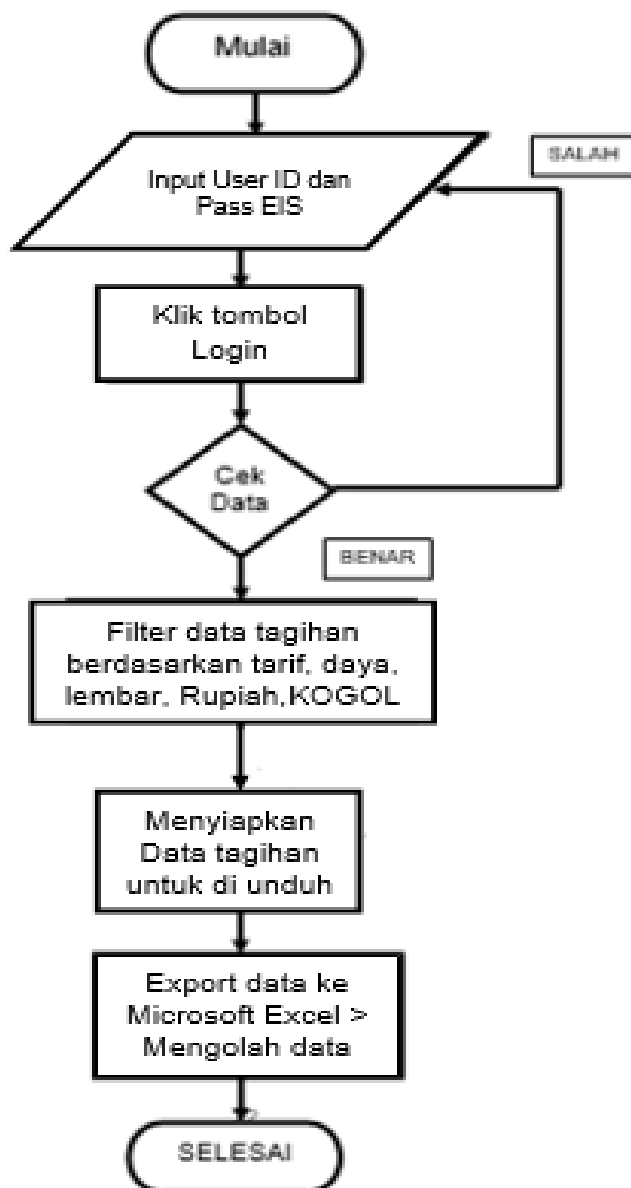 Mulai
Input User ID dan
Pass EIS
SALAH
Klik tombol
Login
Cek
Data
BENAR
Filter data tagihan
berdasarkan tarif, daya,
lembar, Rupiah,KOGOL
Menyiapkan
Data tagihan
untuk di unduh
Export data ke
Microsoft Excel >
Mengolah data
SELESAI